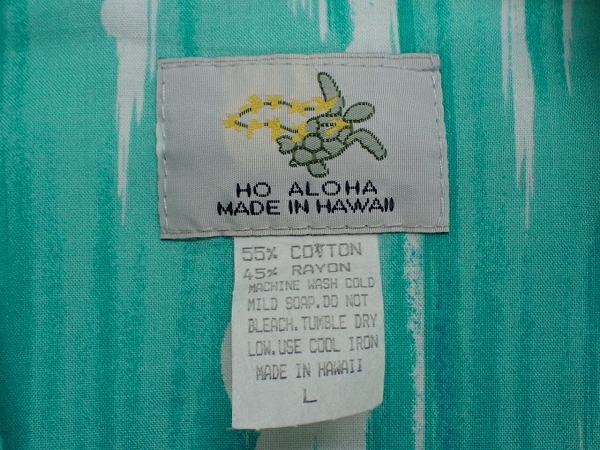 HO ALOHA
MADE IN HAWAII
55% COTTON
45% RAYON
MACHINE WASH COLD
MILD SOAP. DO NOT
BLEACH. TUMBLE DRY
LOW. USE COOL IRON
MADE IN HAWAII
L